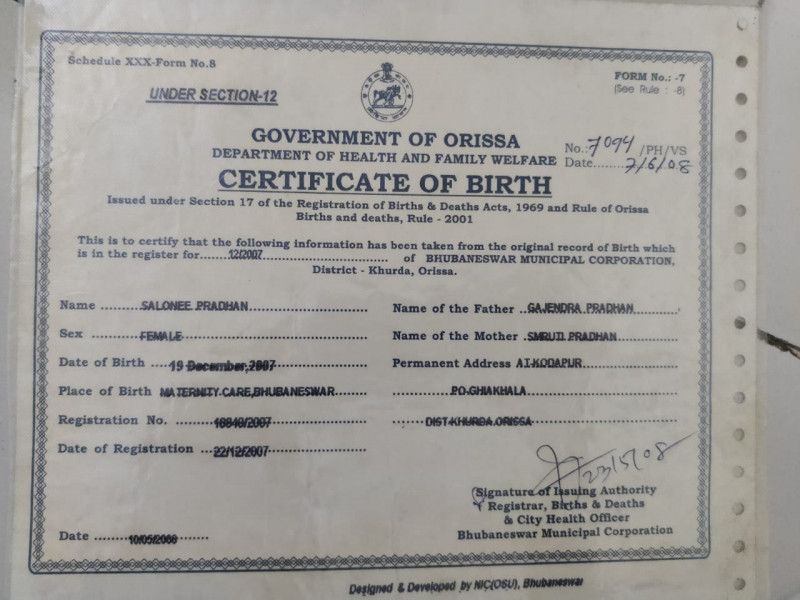 Schedule XXX-Form No.8
FORM No.: -7
(See Rule : -8)
UNDER SECTION-12
GOVERNMENT OF ORISSA
No.:7094 /PH/VS
DEPARTMENT OF HEALTH AND FAMILY WELFARE
Date........7/6/08
CERTIFICATE OF BIRTH
Issued under Section 17 of the Registration of Births & Deaths Acts, 1969 and Rule of Orissa
Births and deaths, Rule - 2001
This is to certify that the following information has been taken from the original record of Birth which
is in the register for.......12/2007................................ of BHUBANESWAR MUNICIPAL CORPORATION,
District - Khurda, Orissa.
Name ..........SALONEE PRADHAN..............................
Name of the Father ..GAJENDRA PRADHAN...........
Sex ............FEMALE..............................................
Name of the Mother .SMRUTI PRADHAN...............
Date of Birth ....19 December,2007.......................
Permanent Address AT-KODAPUR........................
Place of Birth MATERNITY CARE,BHUBANESWAR........
...............PO-GHIAKHALA...............................
Registration No. .........
.........DIST-KHURDA.ORISSA....................................
Date of Registration ...22/12/2007........................
23/5/08
Signature of Issuing Authority
Registrar, Births & Deaths
& City Health Officer
Date .........10/05/2008........
Bhubaneswar Municipal Corporation
Designed & Developed by NIC(OSU), Bhubaneswar